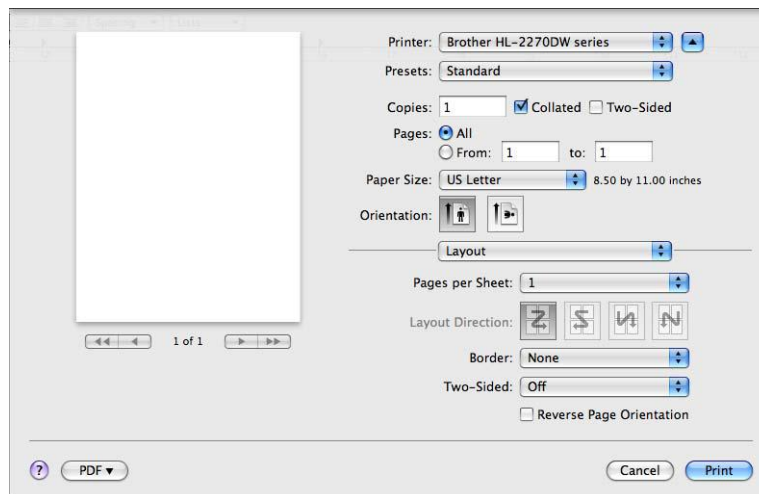 Printer: Brother HL-2270DW series
Presets: Standard
Copies: 1 Collated Two-Sided
Pages: All
From: 1 to: 1
Paper Size: US Letter 8.50 by 11.00 inches
Orientation:
Layout
Pages per Sheet: 1
Layout Direction:
Border: None
Two-Sided: Off
Reverse Page Orientation
1 of 1
? PDF ▾ Cancel Print